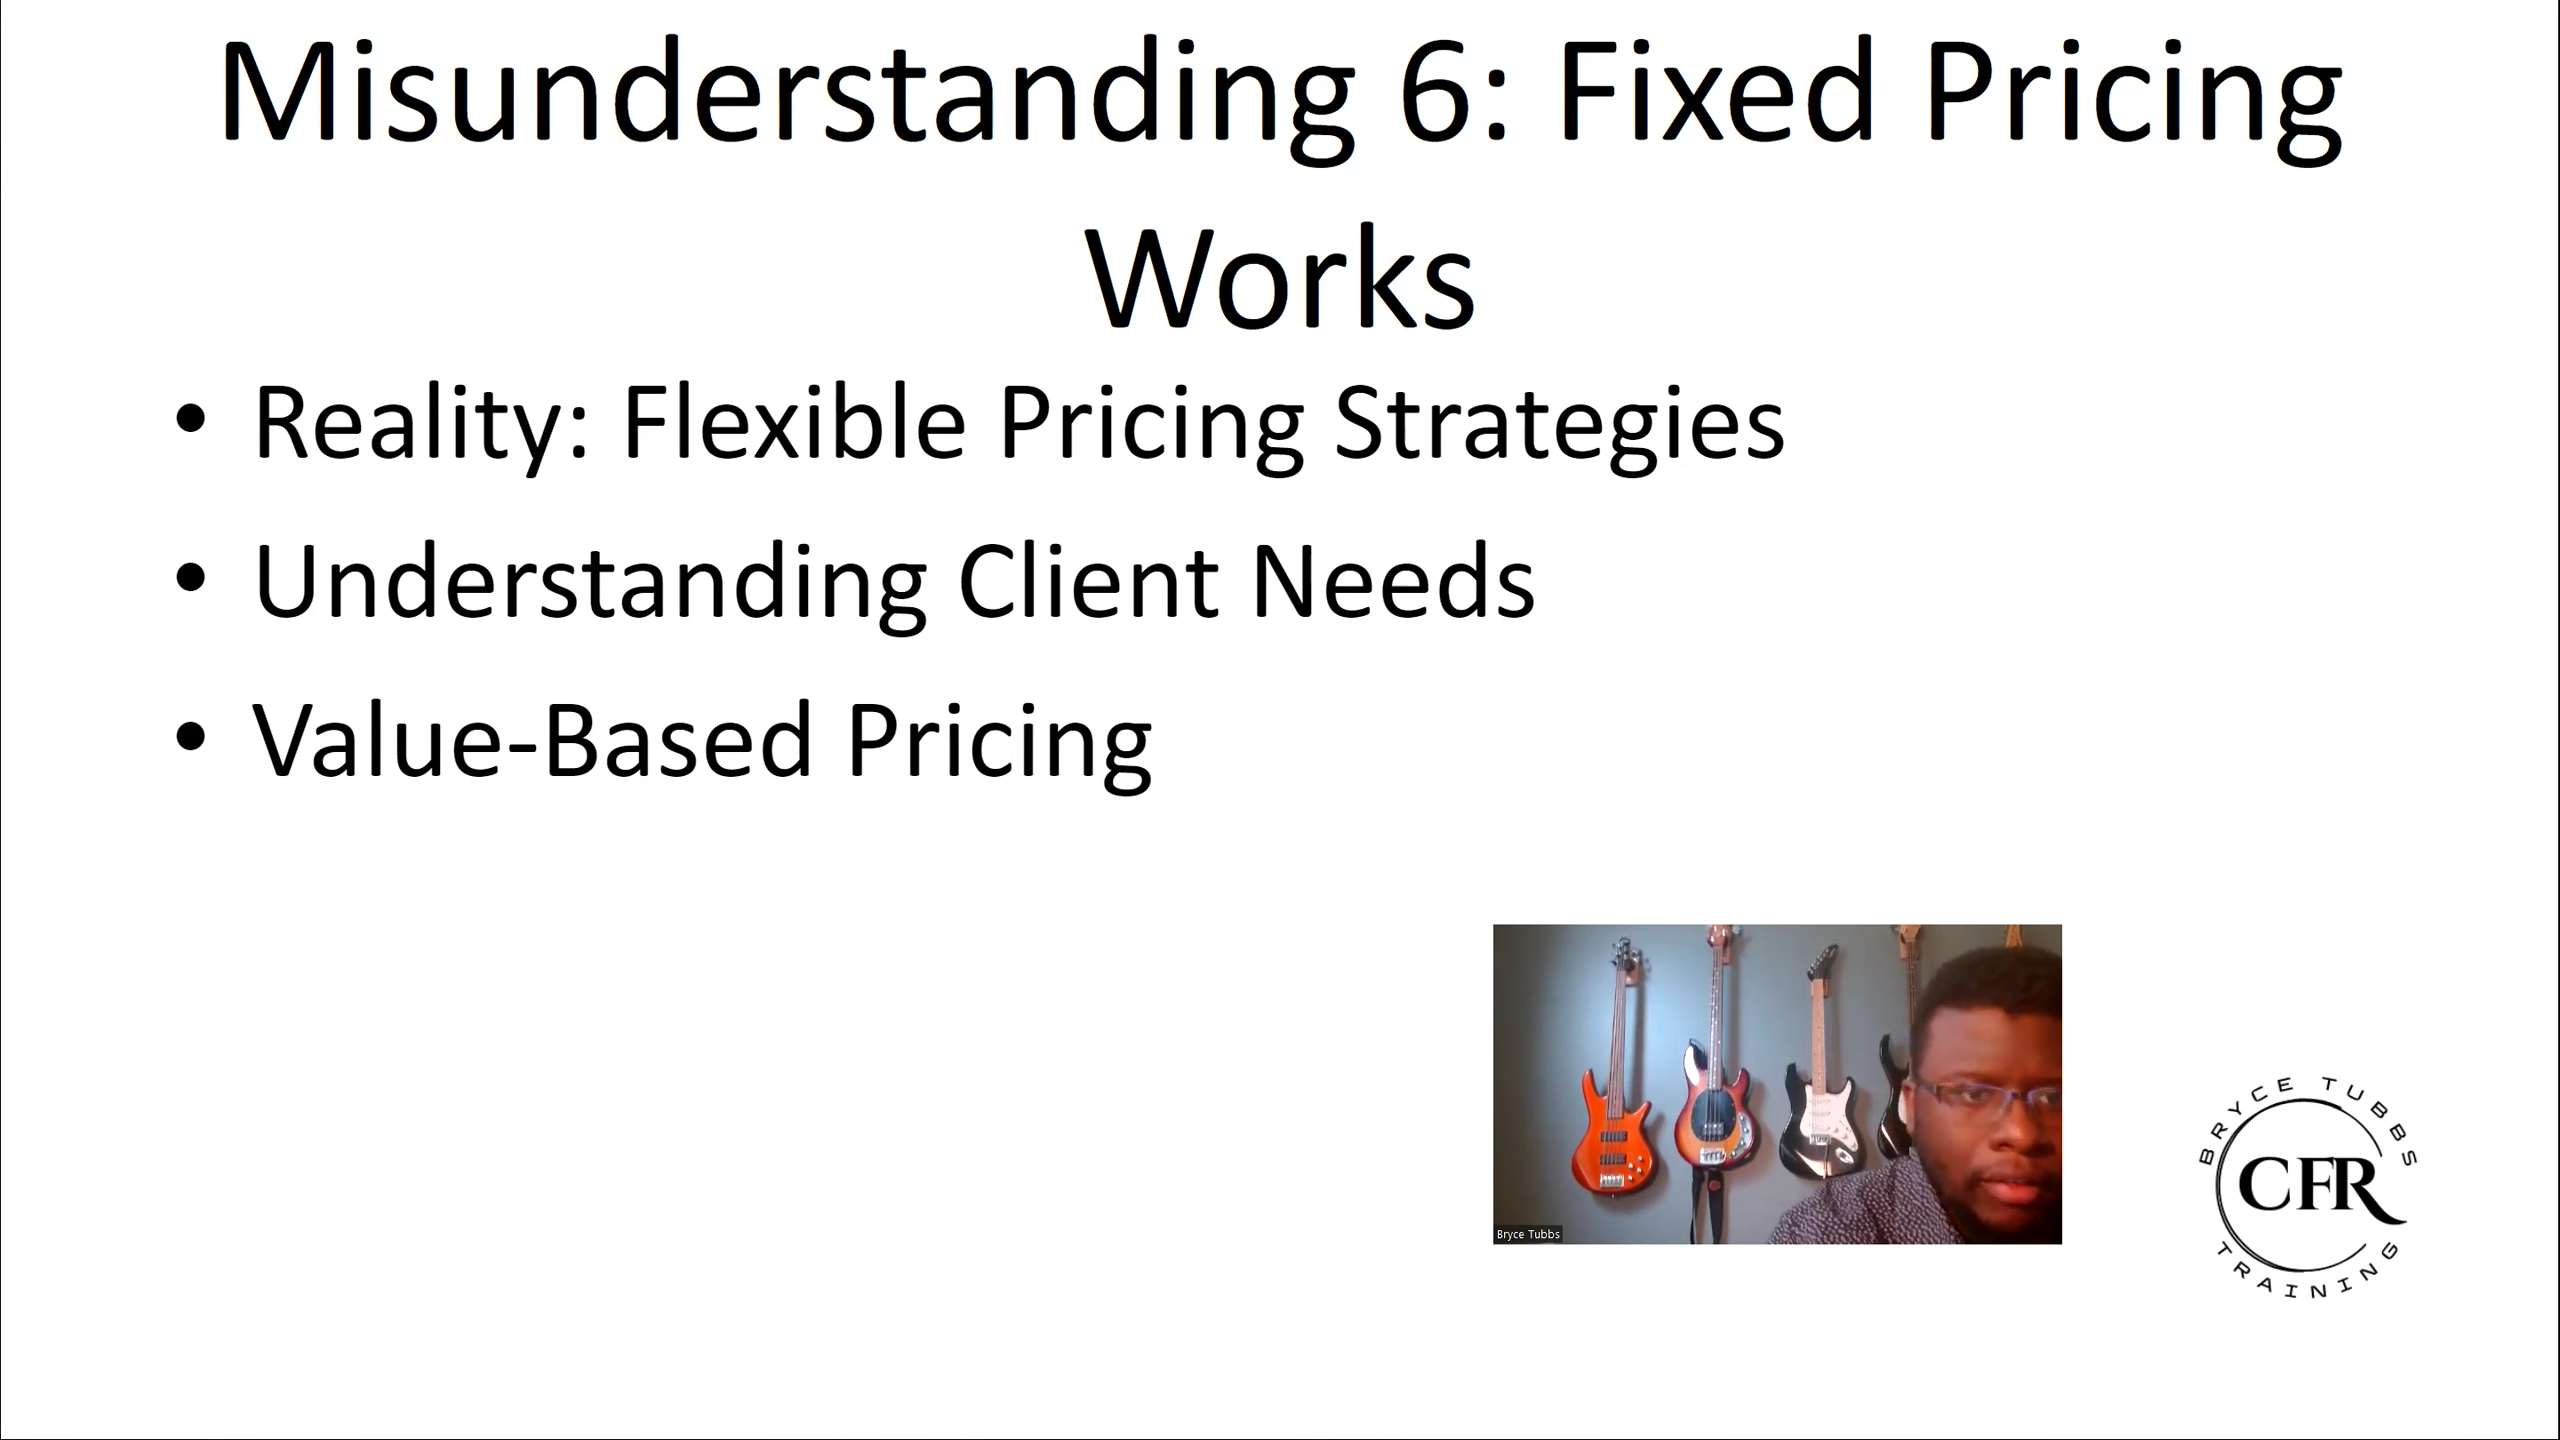 Misunderstanding 6: Fixed Pricing
Works
• Reality: Flexible Pricing Strategies
• Understanding Client Needs
• Value-Based Pricing
Bryce Tubbs
BRYCE TUBBS
CFR
TRAINING